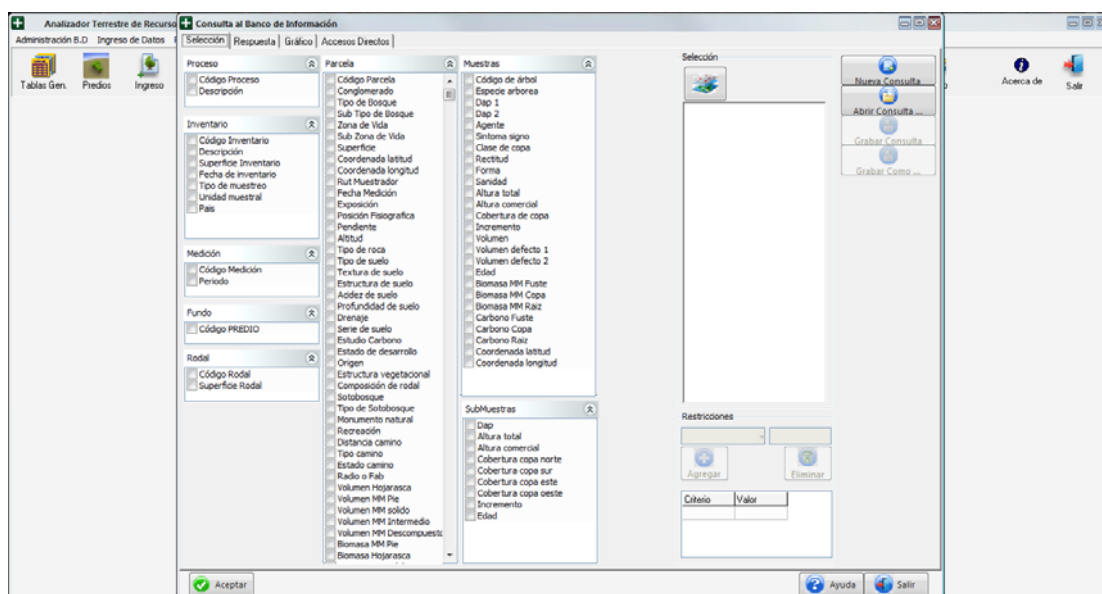 Analizador Terrestre de Recurso
Consulta al Banco de Información
Administración B.D Ingreso de Datos
Tablas Gen.
Predios
Ingreso
Acerca de
Salir
Selección
Respuesta
Gráfico
Accesos Directos
Proceso
Código Proceso
Descripción
Inventario
Código Inventario
Descripción
Superficie Inventario
Fecha de inventario
Tipo de muestreo
Unidad muestral
Pais
Medición
Código Medición
Periodo
Fundo
Código PREDIO
Rodal
Código Rodal
Superficie Rodal
Parcela
Código Parcela
Conglomerado
Tipo de Bosque
Sub Tipo de Bosque
Zona de Vida
Sub Zona de Vida
Superficie
Coordenada latitud
Coordenada longitud
Rut Muestrador
Fecha Medición
Exposición
Posición Fisiografica
Pendiente
Altitud
Tipo de roca
Tipo de suelo
Textura de suelo
Estructura de suelo
Acidez de suelo
Profundidad de suelo
Drenaje
Serie de suelo
Estudio Carbono
Estado de desarrollo
Origen
Estructura vegetacional
Composición de rodal
Sotobosque
Tipo de Sotobosque
Monumento natural
Recreación
Distancia camino
Tipo camino
Estado camino
Radio o Fab
Volumen Hojarasca
Volumen MM Pie
Volumen MM solido
Volumen MM Intermedio
Volumen MM Descompuesto
Biomasa MM Pie
Biomasa Hojarasca
Muestras
Código de árbol
Especie arborea
Dap 1
Dap 2
Agente
Sintoma signo
Clase de copa
Rectitud
Forma
Sanidad
Altura total
Altura comercial
Cobertura de copa
Incremento
Volumen
Volumen defecto 1
Volumen defecto 2
Edad
Biomasa MM Fuste
Biomasa MM Copa
Biomasa MM Raiz
Carbono Fuste
Carbono Copa
Carbono Raiz
Coordenada latitud
Coordenada longitud
SubMuestras
Dap
Altura total
Altura comercial
Cobertura copa norte
Cobertura copa sur
Cobertura copa este
Cobertura copa oeste
Incremento
Edad
Selección
Restricciones
Agregar
Eliminar
Criterio Valor
Nueva Consulta
Abrir Consulta ...
Grabar Consulta
Grabar Como ...
Aceptar
Ayuda
Salir